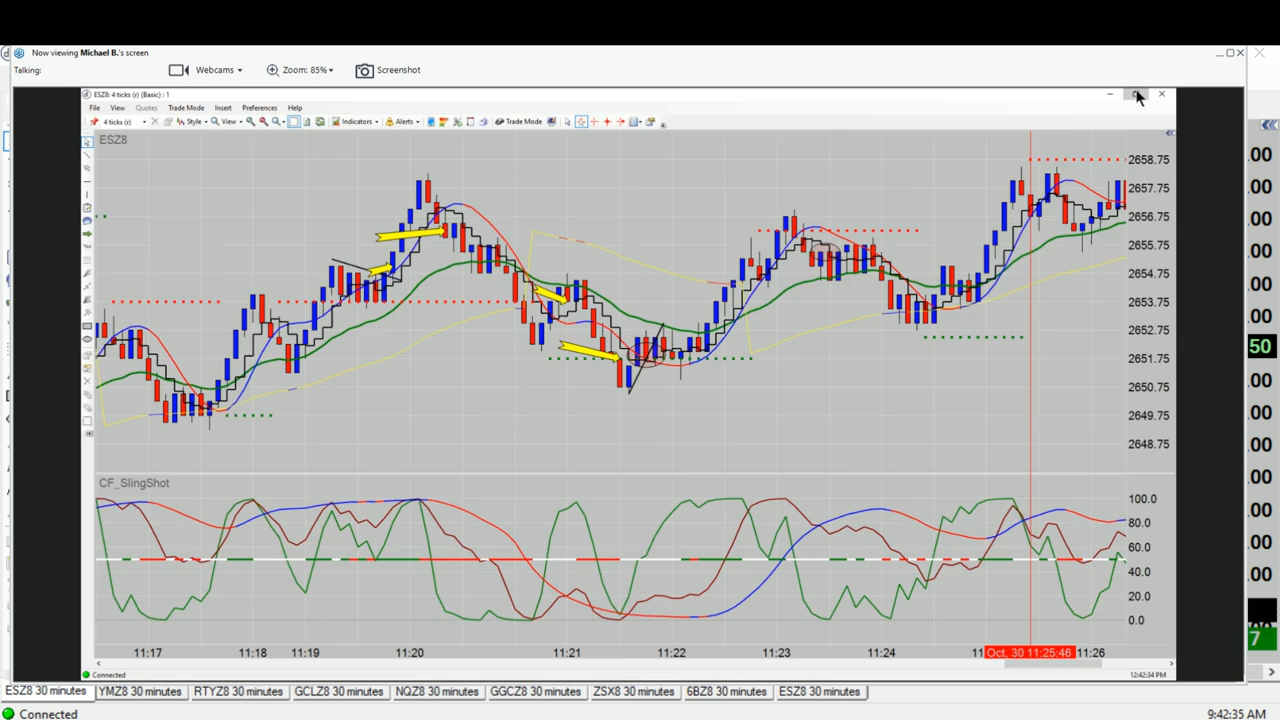 Now viewing Michael B.'s screen
Talking:
Webcams
Zoom: 85%
Screenshot
ESZ8: 4 ticks (r) (Basic) : 1
File View Quotes Trade Mode Insert Preferences Help
4 ticks (r) Style View Indicators Alerts Trade Mode
ESZ8
2658.75
2657.75
2656.75
2655.75
2654.75
2653.75
2652.75
2651.75
2650.75
2649.75
2648.75
CF_SlingShot
100.0
80.0
60.0
40.0
20.0
0.0
11:17 11:18 11:19 11:20 11:21 11:22 11:23 11:24 11 Oct, 30 11:25:46 11:26
Connected
12:42:34 PM
.00
.00
.00
.00
.00
.00
50
.00
.00
.00
.00
.00
.00
.00
7
ESZ8 30 minutes YMZ8 30 minutes RTYZ8 30 minutes GCLZ8 30 minutes NQZ8 30 minutes GGCZ8 30 minutes ZSX8 30 minutes 6BZ8 30 minutes ESZ8 30 minutes
Connected
9:42:35 AM